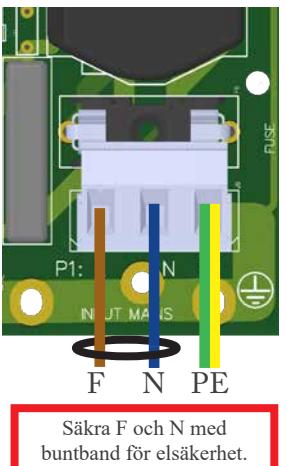 FUSE
P1: N
INPUT MAINS
F N PE
Säkra F och N med
buntband för elsäkerhet.